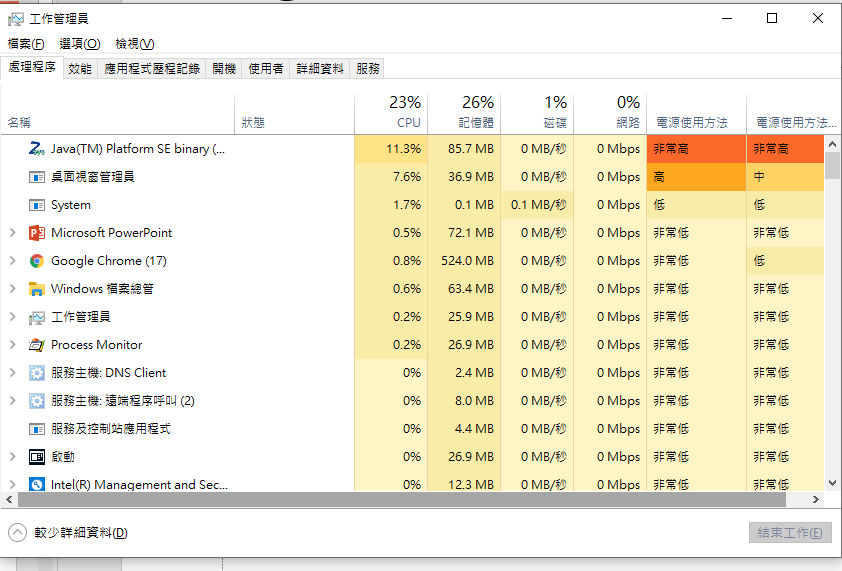 工作管理員
檔案(F) 選項(O) 檢視(V)
處理程序 效能 應用程式歷程記錄 開機 使用者 詳細資料 服務
23% 26% 1% 0%
名稱 狀態 CPU 記憶體 磁碟 網路 電源使用方法 電源使用方法...
Java(TM) Platform SE binary (... 11.3% 85.7 MB 0 MB/秒 0 Mbps 非常高 非常高
桌面視窗管理員 7.6% 36.9 MB 0 MB/秒 0 Mbps 高 中
System 1.7% 0.1 MB 0.1 MB/秒 0 Mbps 低 低
Microsoft PowerPoint 0.5% 72.1 MB 0 MB/秒 0 Mbps 非常低 非常低
Google Chrome (17) 0.8% 524.0 MB 0 MB/秒 0 Mbps 非常低 低
Windows 檔案總管 0.6% 63.4 MB 0 MB/秒 0 Mbps 非常低 非常低
工作管理員 0.2% 25.9 MB 0 MB/秒 0 Mbps 非常低 非常低
Process Monitor 0.2% 26.9 MB 0 MB/秒 0 Mbps 非常低 非常低
服務主機: DNS Client 0% 2.4 MB 0 MB/秒 0 Mbps 非常低 非常低
服務主機: 遠端程序呼叫 (2) 0% 8.0 MB 0 MB/秒 0 Mbps 非常低 非常低
服務及控制站應用程式 0% 4.4 MB 0 MB/秒 0 Mbps 非常低 非常低
啟動 0% 26.9 MB 0 MB/秒 0 Mbps 非常低 非常低
Intel(R) Management and Sec... 0% 12.3 MB 0 MB/秒 0 Mbps 非常低 非常低
較少詳細資料(D) 結束工作(E)